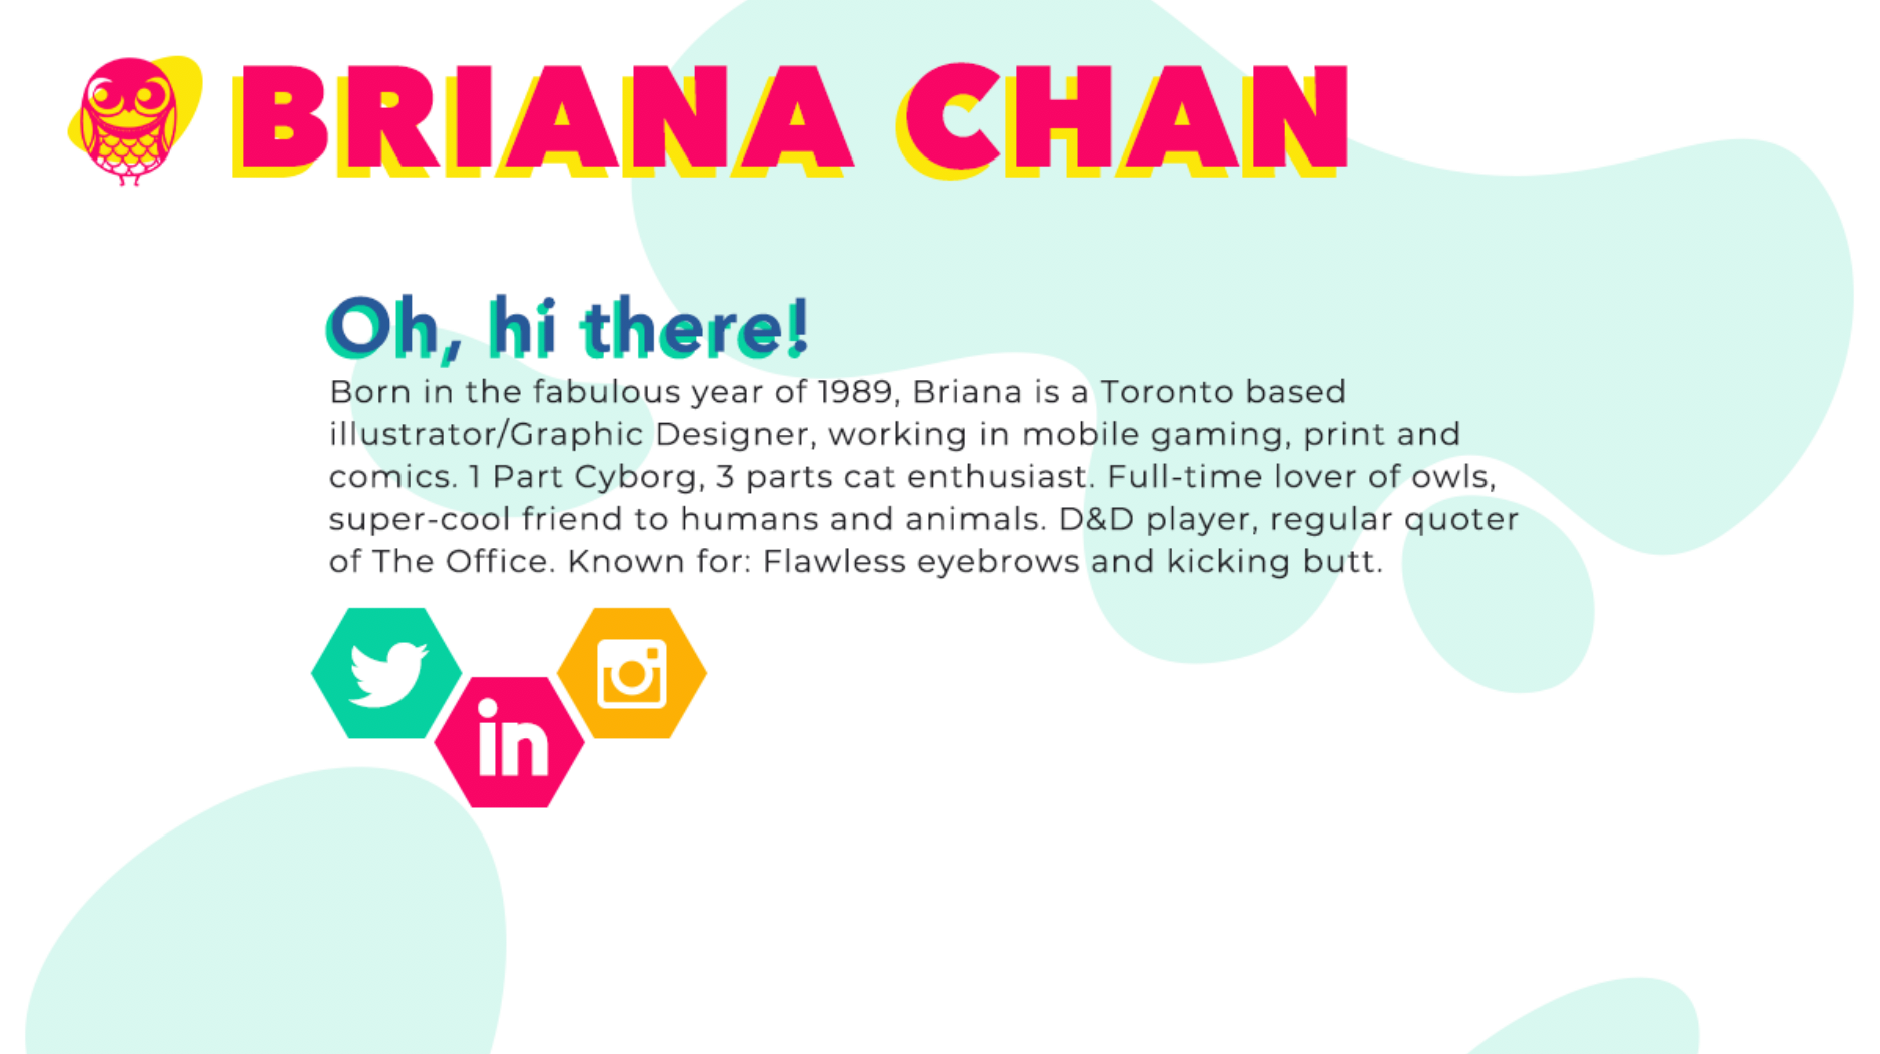 BRIANA CHAN
Oh, hi there!
Born in the fabulous year of 1989, Briana is a Toronto based
illustrator/Graphic Designer, working in mobile gaming, print and
comics. 1 Part Cyborg, 3 parts cat enthusiast. Full-time lover of owls,
super-cool friend to humans and animals. D&D player, regular quoter
of The Office. Known for: Flawless eyebrows and kicking butt.
in